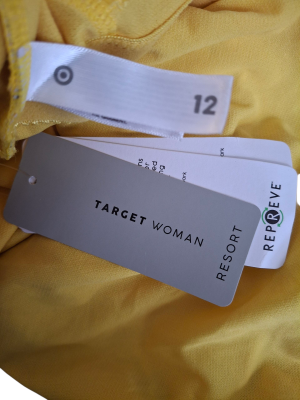 12
TARGET WOMAN
RESORT
REPREVE